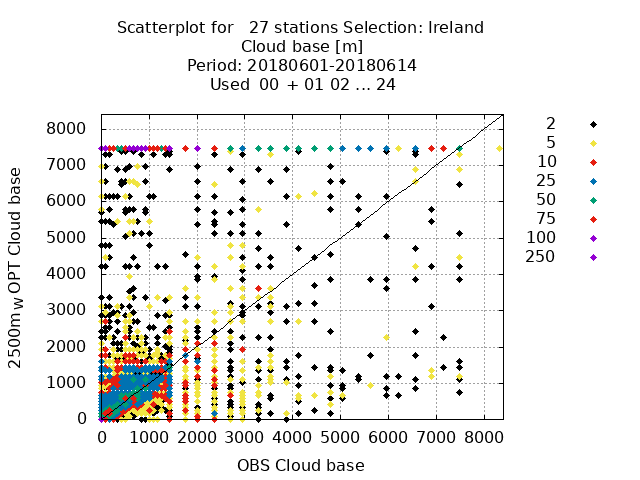 Scatterplot for 27 stations Selection: Ireland
Cloud base [m]
Period: 20180601-20180614
Used 00 + 01 02 ... 24
8000
7000
6000
5000
4000
3000
2000
1000
0
2500m w OPT Cloud base
0 1000 2000 3000 4000 5000 6000 7000 8000
OBS Cloud base
2
5
10
25
50
75
100
250